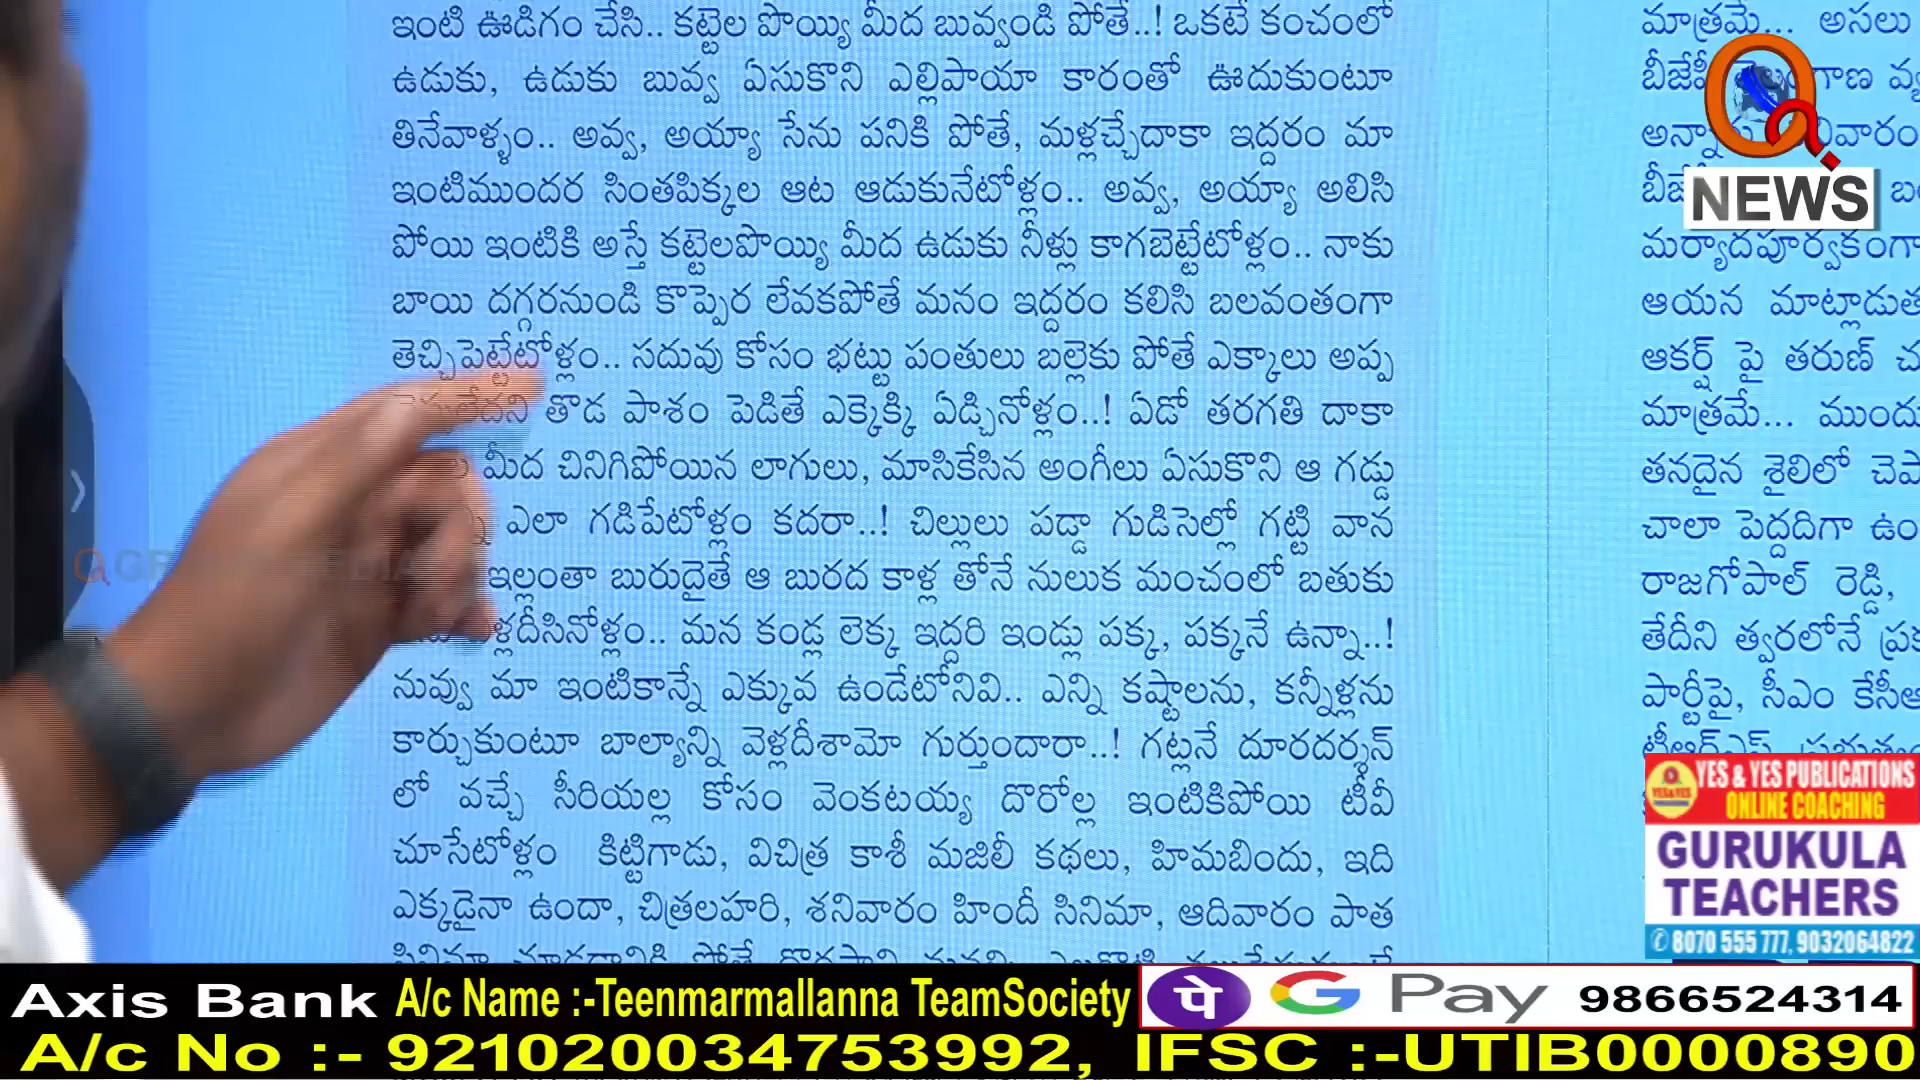 ఇంటి ఊడిగం చేసి.. కట్టెల పొయ్యి మీద బువ్వండి పోతే..! ఒకటే కంచంలో
ఉడుకు, ఉడుకు బువ్వ ఏసుకొని ఎల్లిపాయా కారంతో ఊదుకుంటూ
తినేవాళ్ళం.. అవ్వ, అయ్యా సేను పనికి పోతే, మళ్లచ్చేదాకా ఇద్దరం మా
ఇంటిముందర సింతపిక్కల ఆట ఆడుకునేటోళ్లం.. అవ్వ, అయ్యా అలిసి
పోయి ఇంటికి అస్తే కట్టెలపొయ్యి మీద ఉడుకు నీళ్లు కాగబెట్టేటోళ్లం.. నాకు
బాయి దగ్గరనుండి కొప్పెర లేవకపోతే మనం ఇద్దరం కలిసి బలవంతంగా
తెచ్చిపెట్టేటోళ్లం.. సదువు కోసం భట్టు పంతులు బల్లెకు పోతే ఎక్కాలు అప్ప
తొడ పాశం పెడితే ఎక్కెక్కి ఏడ్చినోళ్లం..! ఏడో తరగతి దాకా
మీద చినిగిపోయిన లాగులు, మాసికేసిన అంగీలు ఏసుకొని ఆ గడ్డు
ఎలా గడిపేటోళ్లం కదరా..! చిల్లులు పడ్డా గుడిసెల్లో గట్టి వాన
ఇల్లంతా బురుదైతే ఆ బురద కాళ్ల తోనే నులుక మంచంలో బతుకు
మన కండ్ల లెక్క ఇద్దరి ఇండ్లు పక్క, పక్కనే ఉన్నా..!
నువ్వు మా ఇంటికాన్నే ఎక్కువ ఉండేటోనివి.. ఎన్ని కష్టాలను, కన్నీళ్లను
కార్చుకుంటూ బాల్యాన్ని వెళ్లదీశామో గుర్తుందారా..! గట్లనే దూరదర్శన్
లో వచ్చే సీరియల్ల కోసం వెంకటయ్య దొరోల్ల ఇంటికిపోయి టీవీ
చూసేటోళ్లం కిట్టిగాడు, విచిత్ర కాశీ మజిలీ కథలు, హిమబిందు, ఇది
ఎక్కడైనా ఉందా, చిత్రలహరి, శనివారం హిందీ సినిమా, ఆదివారం పాత
మాత్రమే... అసలు
మర్యాదపూర్వకంగా
ఆయన మాట్లాడుత
ఆకర్ష్ పై తరుణ్ చు
మాత్రమే... ముందు
తనదైన శైలిలో చెపా
చాలా పెద్దదిగా ఉం
రాజగోపాల్ రెడ్డి,
తేదీని త్వరలోనే ప్రక
పార్టీపై, సీఎం కేసీఆ
Q NEWS
YES & YES PUBLICATIONS
ONLINE COACHING
GURUKULA
TEACHERS
8070 555 777, 9032064822
Axis Bank A/c Name :-Teenmarmallanna TeamSociety
पे G Pay 9866524314
A/c No :- 921020034753992, IFSC :-UTIB0000890